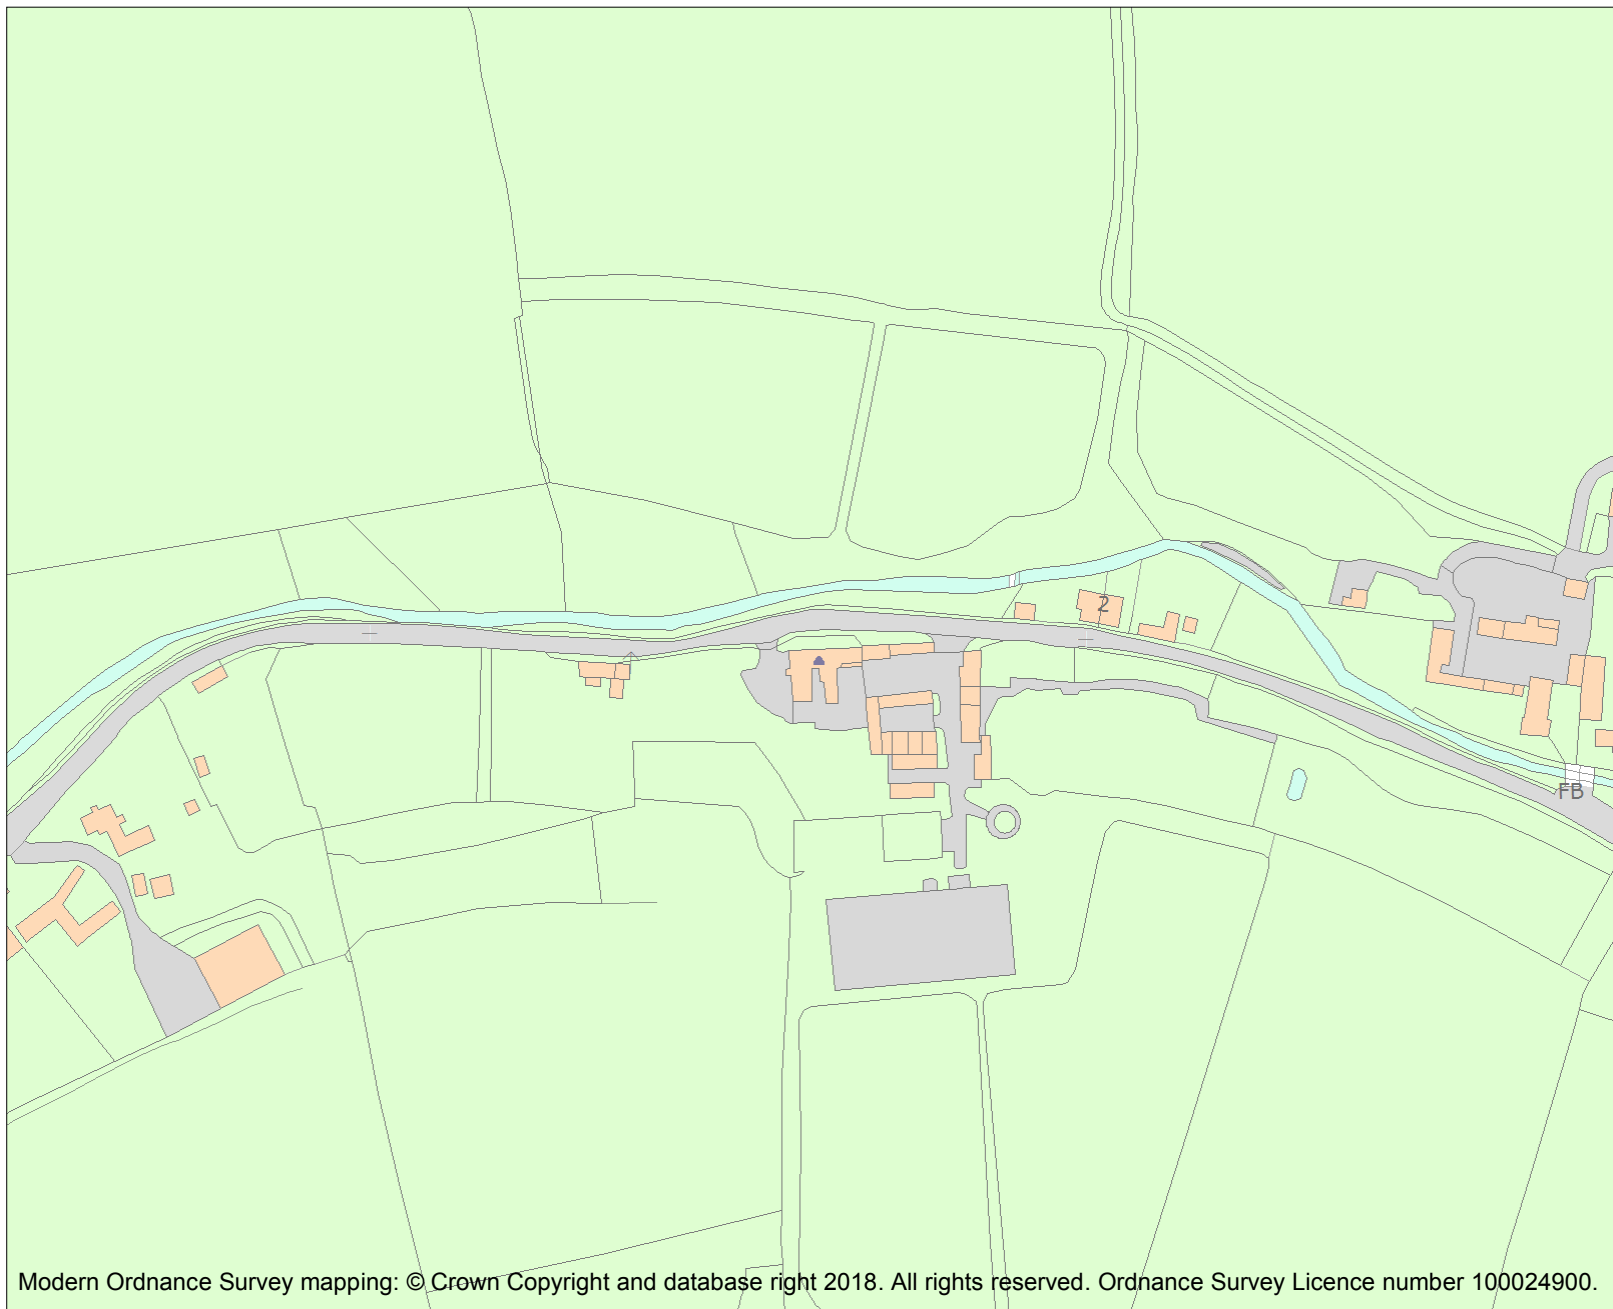 2
FB
Modern Ordnance Survey mapping: © Crown Copyright and database right 2018. All rights reserved. Ordnance Survey Licence number 100024900.